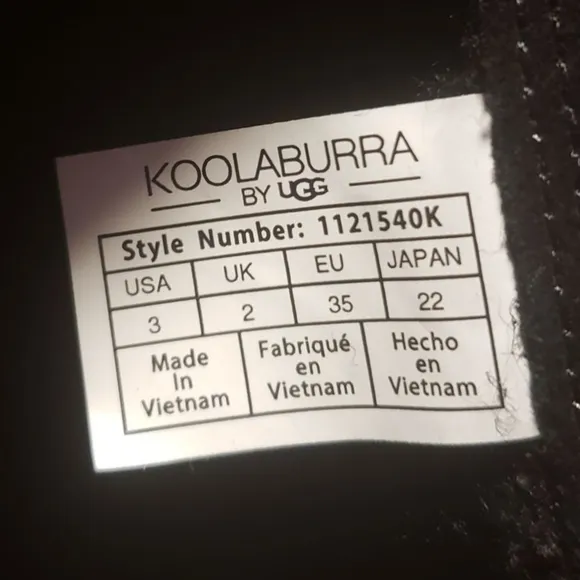 KOOLABURRA
BY UGG
Style Number: 1121540K
USA UK EU JAPAN
3 2 35 22
Made In Vietnam
Fabriqué en Vietnam
Hecho en Vietnam